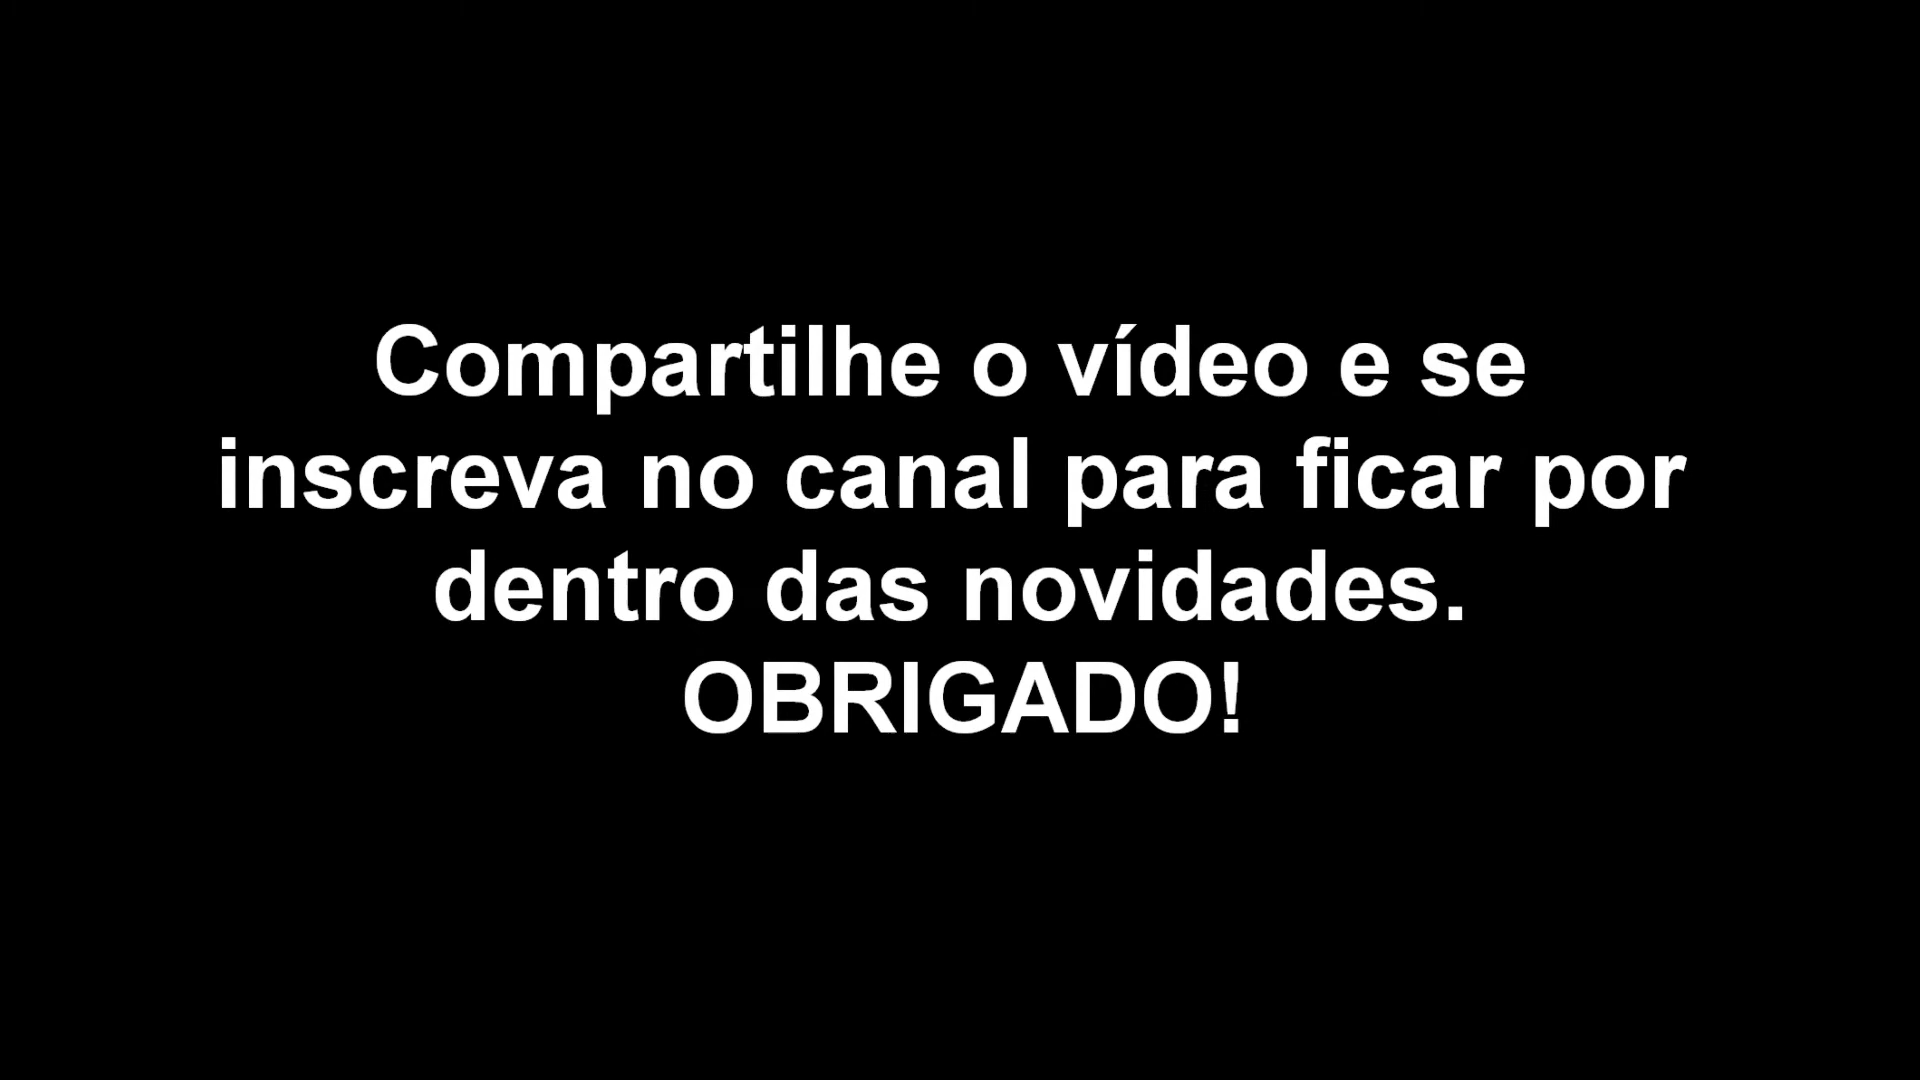 Compartilhe o vídeo e se
inscreva no canal para ficar por
dentro das novidades.
OBRIGADO!